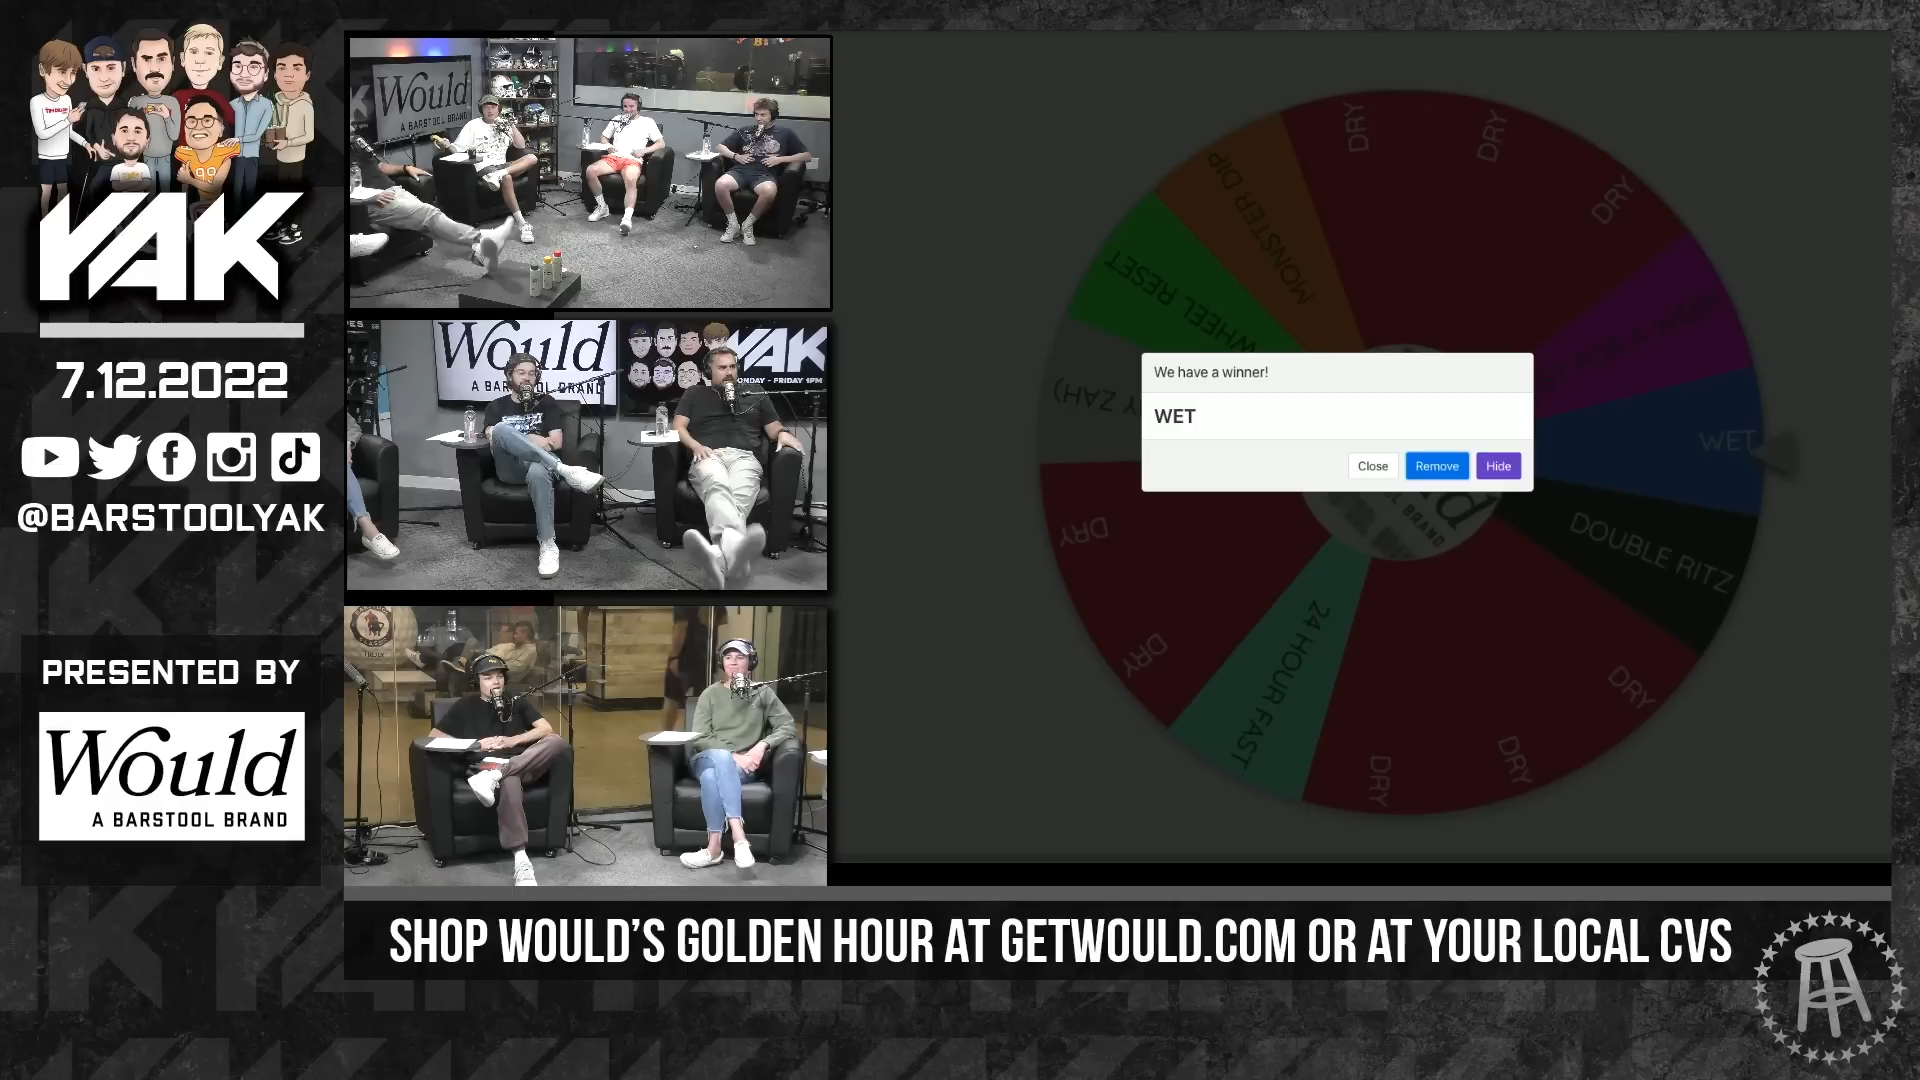 YAK
7.12.2022
@BARSTOOLYAK
PRESENTED BY
Would
A BARSTOOL BRAND
Would
A BARSTOOL BRAND
Would
A BARSTOOL BRAND
YAK
MONDAY - FRIDAY 1PM
DRY
DRY
DRY
MONSTER DIP
WHEEL RESET
We have a winner!
WET
Close
Remove
Hide
WET
DOUBLE RITZ
DRY
DRY
DRY
24 HOUR FAST
DRY
DRY
BRAND
SHOP WOULD’S GOLDEN HOUR AT GETWOULD.COM OR AT YOUR LOCAL CVS